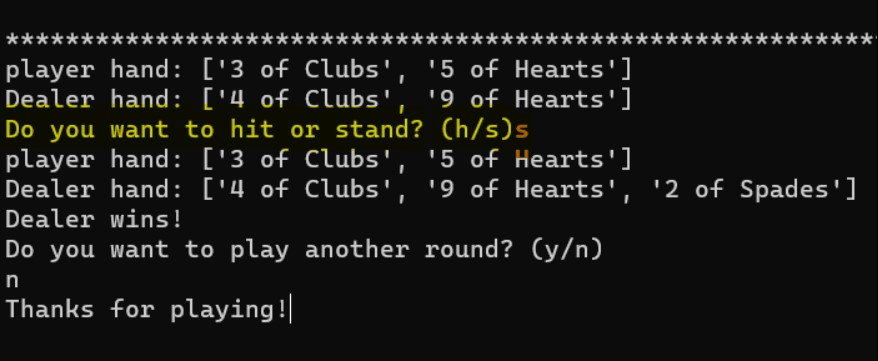 ***********************************************************
player hand: ['3 of Clubs', '5 of Hearts']
Dealer hand: ['4 of Clubs', '9 of Hearts']
Do you want to hit or stand? (h/s)s
player hand: ['3 of Clubs', '5 of Hearts']
Dealer hand: ['4 of Clubs', '9 of Hearts', '2 of Spades']
Dealer wins!
Do you want to play another round? (y/n)
n
Thanks for playing!